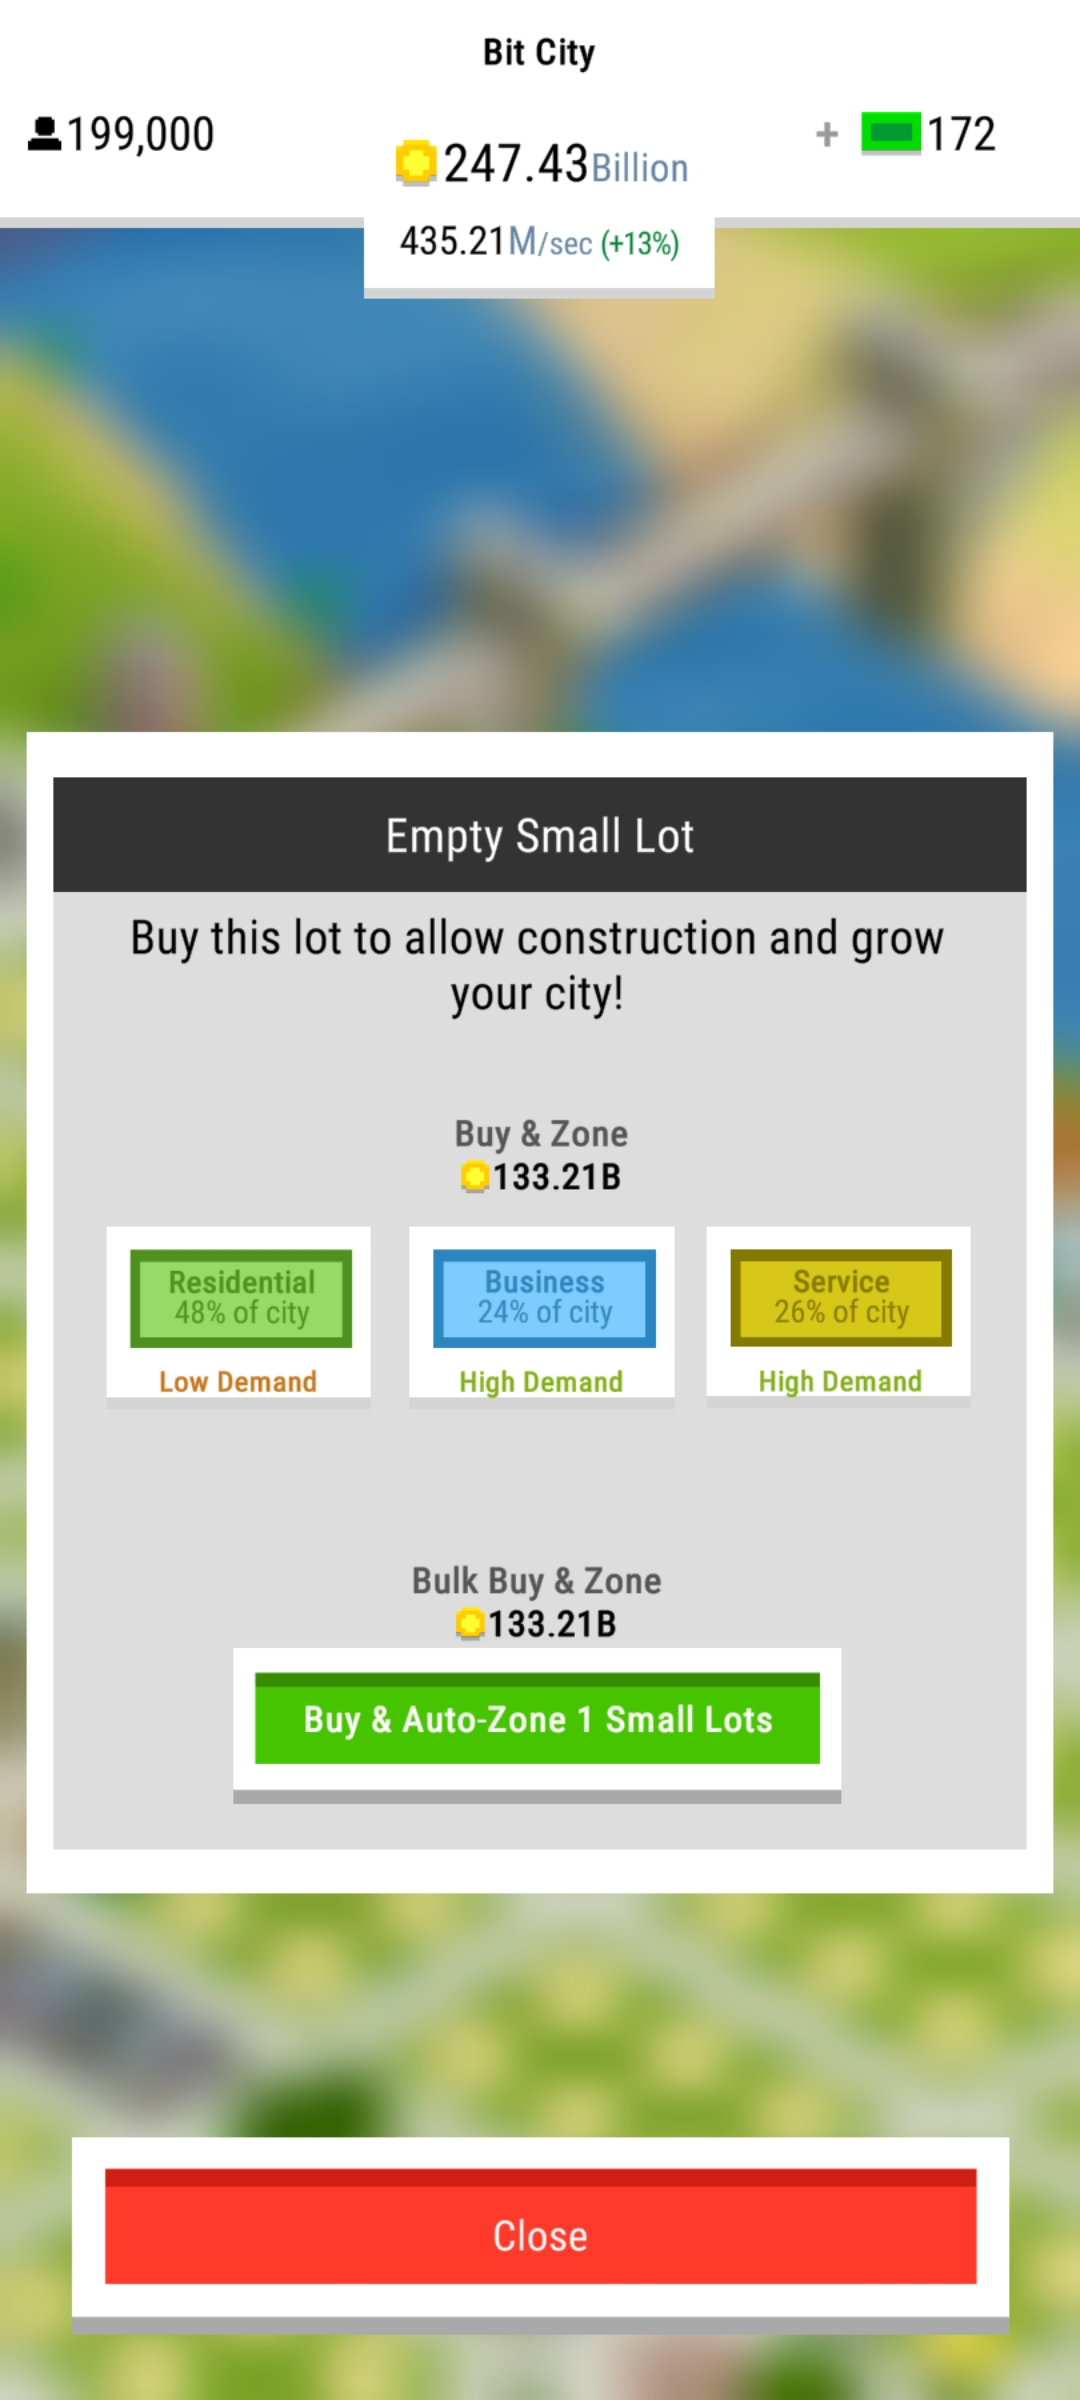 Bit City
199,000
247.43Billion
+ 172
435.21M/sec (+13%)
Empty Small Lot
Buy this lot to allow construction and grow
your city!
Buy & Zone
133.21B
Residential
48% of city
Low Demand
Business
24% of city
High Demand
Service
26% of city
High Demand
Bulk Buy & Zone
133.21B
Buy & Auto-Zone 1 Small Lots
Close